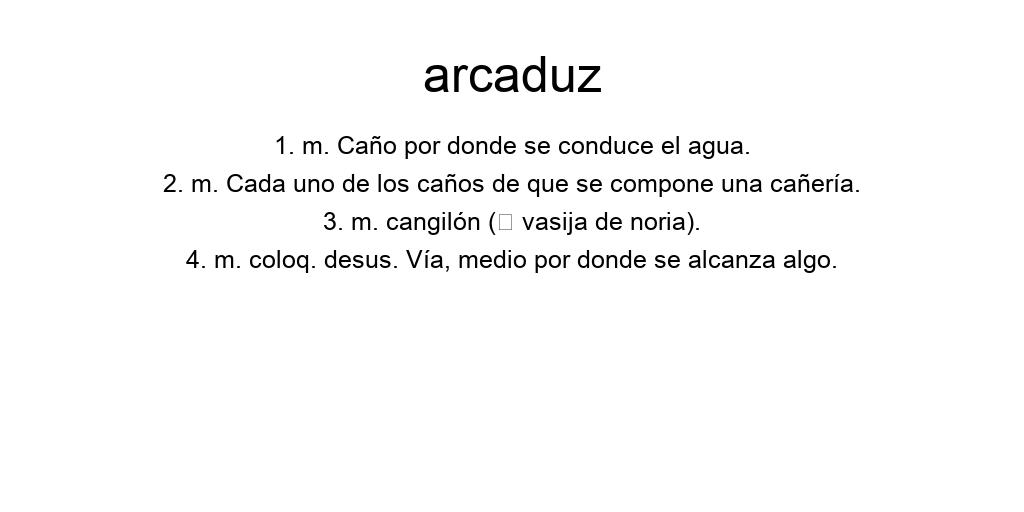 arcaduz
1. m. Caño por donde se conduce el agua.
2. m. Cada uno de los caños de que se compone una cañería.
3. m. cangilón (□ vasija de noria).
4. m. coloq. desus. Vía, medio por donde se alcanza algo.